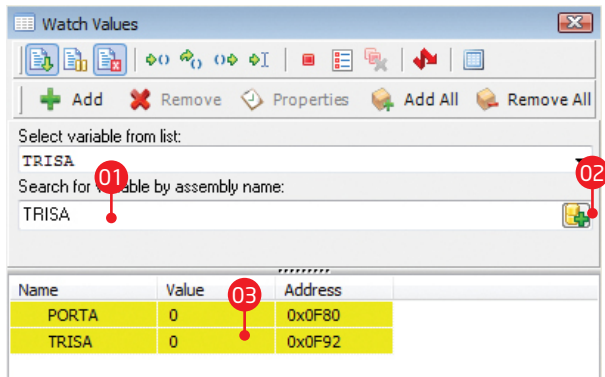 Watch Values
Add Remove Properties Add All Remove All
Select variable from list:
TRISA
01
02
Search for variable by assembly name:
TRISA
03
Name Value Address
PORTA 0 0x0F80
TRISA 0 0x0F92